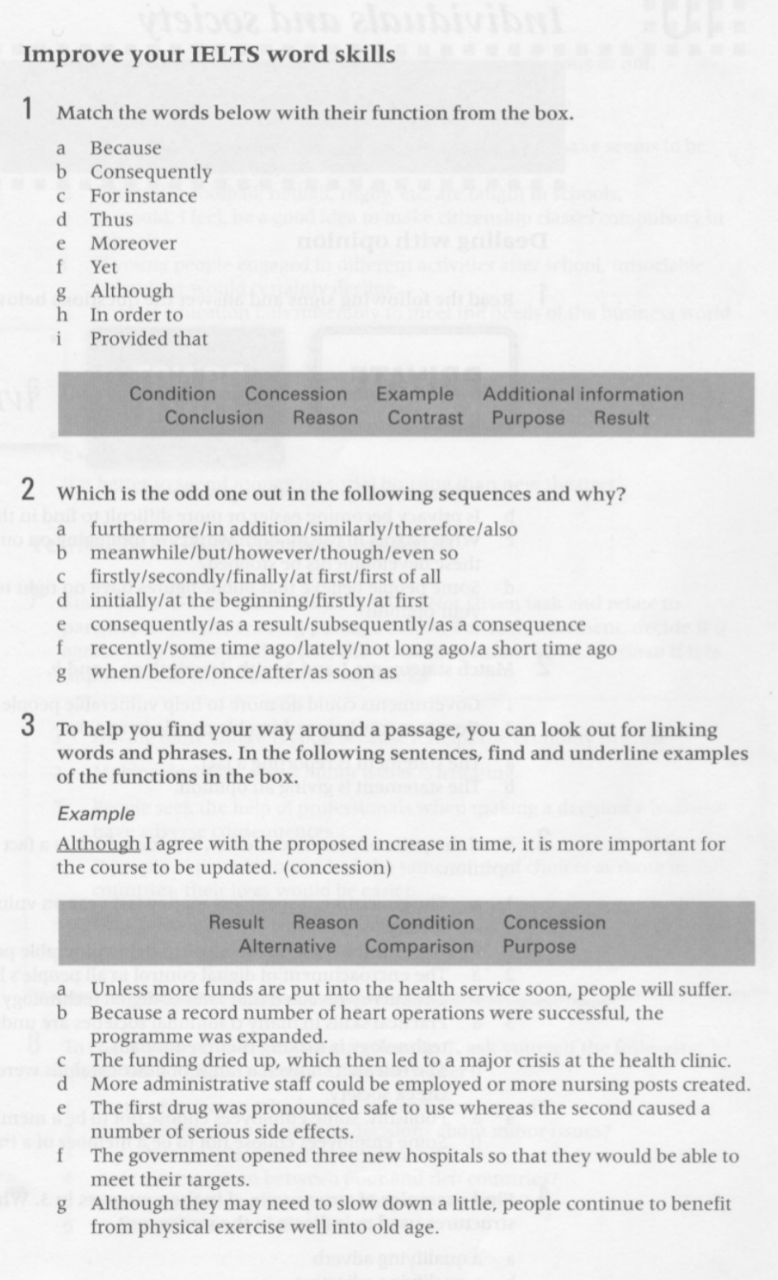 Individuals and society
Improve your IELTS word skills
1 Match the words below with their function from the box.
a Because
b Consequently
c For instance
d Thus
e Moreover
f Yet
g Although
h In order to
i Provided that
Condition Concession Example Additional information
Conclusion Reason Contrast Purpose Result
2 Which is the odd one out in the following sequences and why?
a furthermore/in addition/similarly/therefore/also
b meanwhile/but/however/though/even so
c firstly/secondly/finally/at first/first of all
d initially/at the beginning/firstly/at first
e consequently/as a result/subsequently/as a consequence
f recently/some time ago/lately/not long ago/a short time ago
g when/before/once/after/as soon as
3 To help you find your way around a passage, you can look out for linking
words and phrases. In the following sentences, find and underline examples
of the functions in the box.
Example
Although I agree with the proposed increase in time, it is more important for
the course to be updated. (concession)
Result Reason Condition Concession
Alternative Comparison Purpose
a Unless more funds are put into the health service soon, people will suffer.
b Because a record number of heart operations were successful, the
programme was expanded.
c The funding dried up, which then led to a major crisis at the health clinic.
d More administrative staff could be employed or more nursing posts created.
e The first drug was pronounced safe to use whereas the second caused a
number of serious side effects.
f The government opened three new hospitals so that they would be able to
meet their targets.
g Although they may need to slow down a little, people continue to benefit
from physical exercise well into old age.